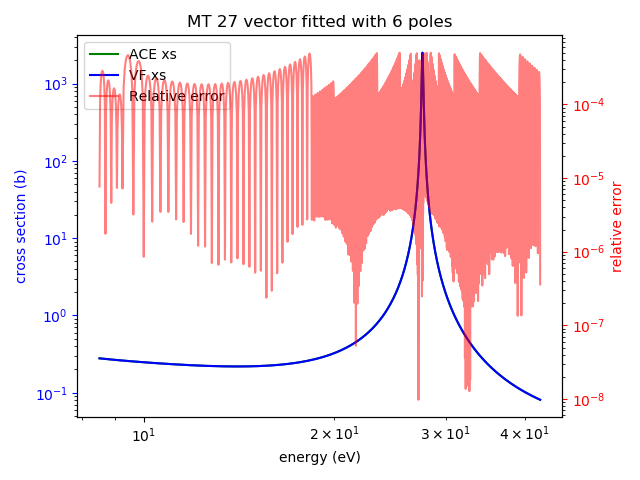 MT 27 vector fitted with 6 poles
ACE xs
VF xs
Relative error
cross section (b)
10³
10²
10¹
10⁰
10⁻¹
10⁻⁴
10⁻⁵
10⁻⁶
10⁻⁷
10⁻⁸
relative error
10¹
2 × 10¹
3 × 10¹
4 × 10¹
energy (eV)